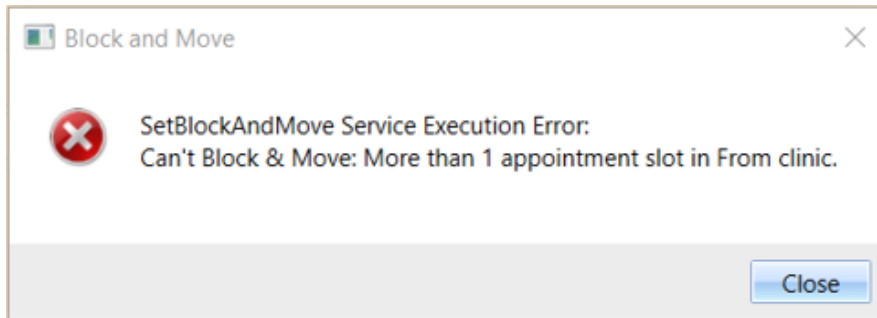 Block and Move
SetBlockAndMove Service Execution Error:
Can't Block & Move: More than 1 appointment slot in From clinic.
Close